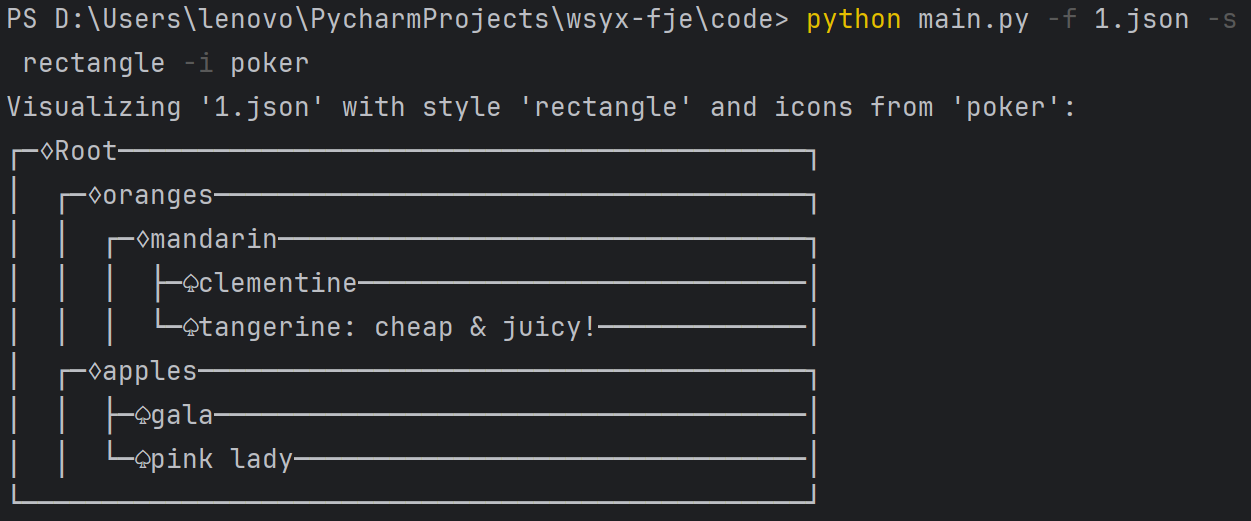 PS D:\Users\lenovo\PycharmProjects\wsyx-fje\code> python main.py -f 1.json -s
rectangle -i poker
Visualizing '1.json' with style 'rectangle' and icons from 'poker':
┌─♢Root───────────────────────────────────────────┐
│  ┌─♢oranges─────────────────────────────────────┐
│  │  ┌─♢mandarin─────────────────────────────────┐
│  │  │  ├─♤clementine────────────────────────────│
│  │  │  └─♤tangerine: cheap & juicy!─────────────│
│  ┌─♢apples──────────────────────────────────────┐
│  │  ├─♤gala─────────────────────────────────────│
│  │  └─♤pink lady────────────────────────────────│
└──────────────────────────────────────────────────┘